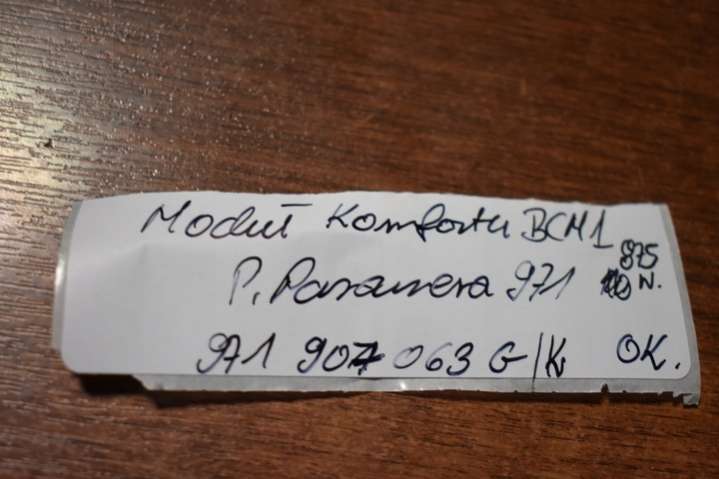 Moduł Komfortu BCM1
875
P. Panamera 971 N.
971 907 063 G/K OK.